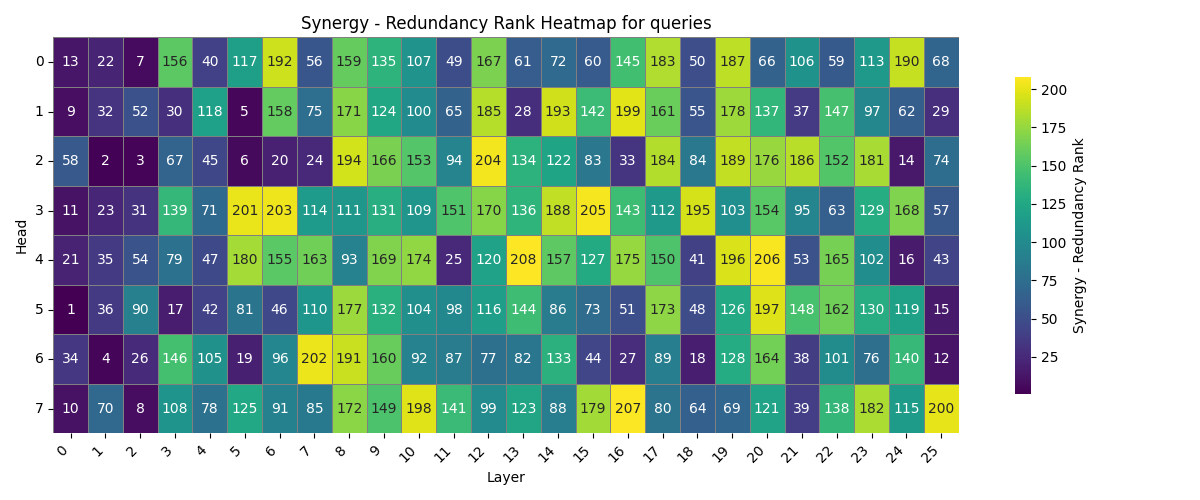 Synergy - Redundancy Rank Heatmap for queries
0 13 22 7 156 40 117 192 56 159 135 107 49 167 61 72 60 145 183 50 187 66 106 59 113 190 68
1 9 32 52 30 118 5 158 75 171 124 100 65 185 28 193 142 199 161 55 178 137 37 147 97 62 29
2 58 2 3 67 45 6 20 24 194 166 153 94 204 134 122 83 33 184 84 189 176 186 152 181 14 74
3 11 23 31 139 71 201 203 114 111 131 109 151 170 136 188 205 143 112 195 103 154 95 63 129 168 57
4 21 35 54 79 47 180 155 163 93 169 174 25 120 208 157 127 175 150 41 196 206 53 165 102 16 43
5 1 36 90 17 42 81 46 110 177 132 104 98 116 144 86 73 51 173 48 126 197 148 162 130 119 15
6 34 4 26 146 105 19 96 202 191 160 92 87 77 82 133 44 27 89 18 128 164 38 101 76 140 12
7 10 70 8 108 78 125 91 85 172 149 198 141 99 123 88 179 207 80 64 69 121 39 138 182 115 200
0 1 2 3 4 5 6 7 8 9 10 11 12 13 14 15 16 17 18 19 20 21 22 23 24 25
Layer
Head
200
175
150
125
100
75
50
25
Synergy - Redundancy Rank